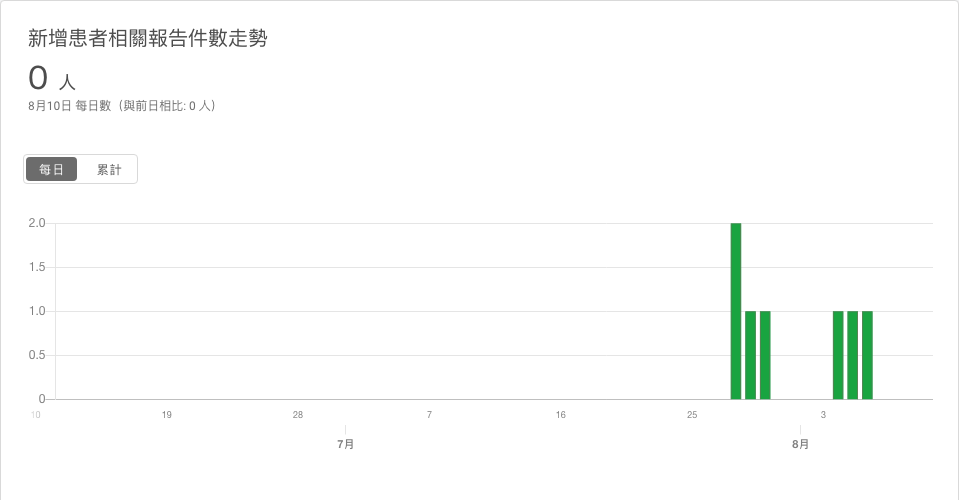 新增患者相關報告件數走勢
0 人
8月10日 每日數（與前日相比: 0 人）
每日 累計
2.0
1.5
1.0
0.5
0
10 19 28 7 16 25 3
7月 8月